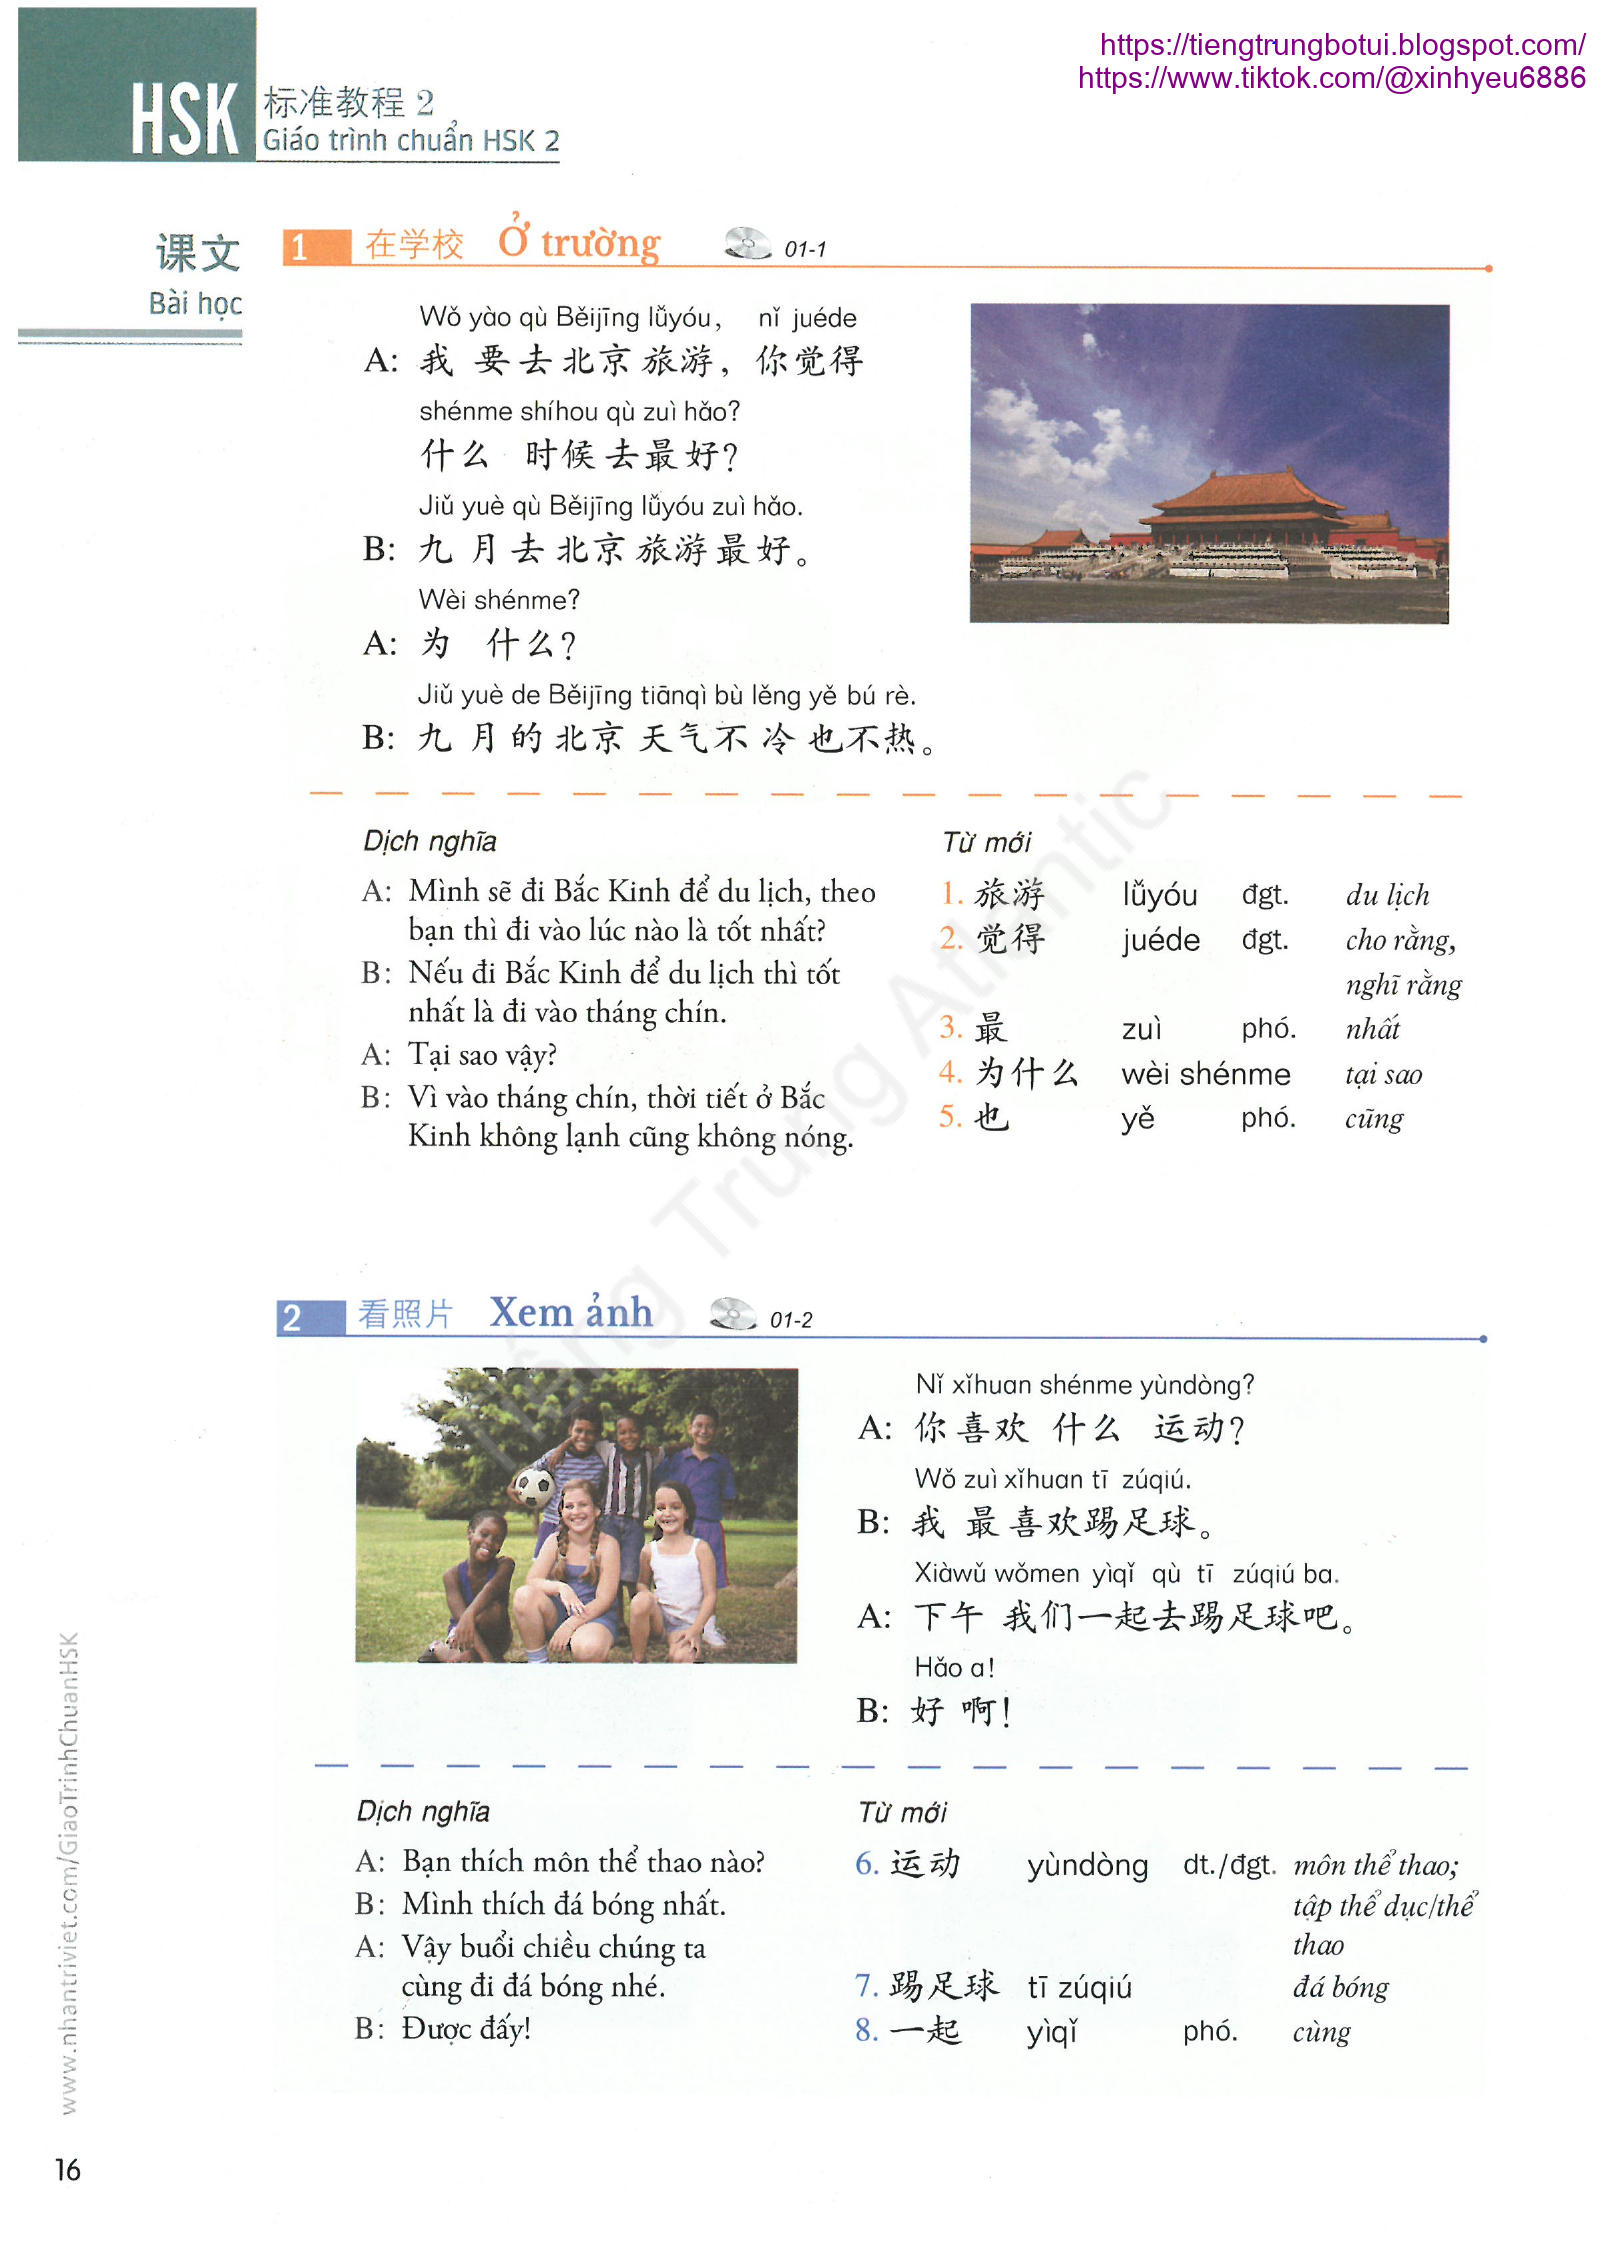 https://tiengtrungbotui.blogspot.com/
https://www.tiktok.com/@xinhyeu6886
HSK 标准教程 2
Giáo trình chuẩn HSK 2
课文
Bài học
1 在学校 Ở trường 01-1
Wǒ yào qù Běijīng lǚyóu, nǐ juéde
A: 我要去北京旅游，你觉得
shénme shíhou qù zuì hǎo?
什么时候去最好？
Jiǔ yuè qù Běijīng lǚyóu zuì hǎo.
B: 九月去北京旅游最好。
Wèi shénme?
A: 为什么？
Jiǔ yuè de Běijīng tiānqì bù lěng yě bú rè.
B: 九月的北京天气不冷也不热。
Dịch nghĩa
A: Mình sẽ đi Bắc Kinh để du lịch, theo
bạn thì đi vào lúc nào là tốt nhất?
B: Nếu đi Bắc Kinh để du lịch thì tốt
nhất là đi vào tháng chín.
A: Tại sao vậy?
B: Vì vào tháng chín, thời tiết ở Bắc
Kinh không lạnh cũng không nóng.
Từ mới
1. 旅游 lǚyóu đgt. du lịch
2. 觉得 juéde đgt. cho rằng,
nghĩ rằng
3. 最 zuì phó. nhất
4. 为什么 wèi shénme tại sao
5. 也 yě phó. cũng
Tiếng Trung Atlantic
2 看照片 Xem ảnh 01-2
Nǐ xǐhuan shénme yùndòng?
A: 你喜欢什么运动？
Wǒ zuì xǐhuan tī zúqiú.
B: 我最喜欢踢足球。
Xiàwǔ wǒmen yìqǐ qù tī zúqiú ba.
A: 下午我们一起去踢足球吧。
Hǎo a!
B: 好啊！
Dịch nghĩa
A: Bạn thích môn thể thao nào?
B: Mình thích đá bóng nhất.
A: Vậy buổi chiều chúng ta
cùng đi đá bóng nhé.
B: Được đấy!
Từ mới
6. 运动 yùndòng dt./đgt. môn thể thao;
tập thể dục/thể
thao
7. 踢足球 tī zúqiú đá bóng
8. 一起 yìqǐ phó. cùng
www.nhantriviet.com/GiaoTrinhChuanHSK
16